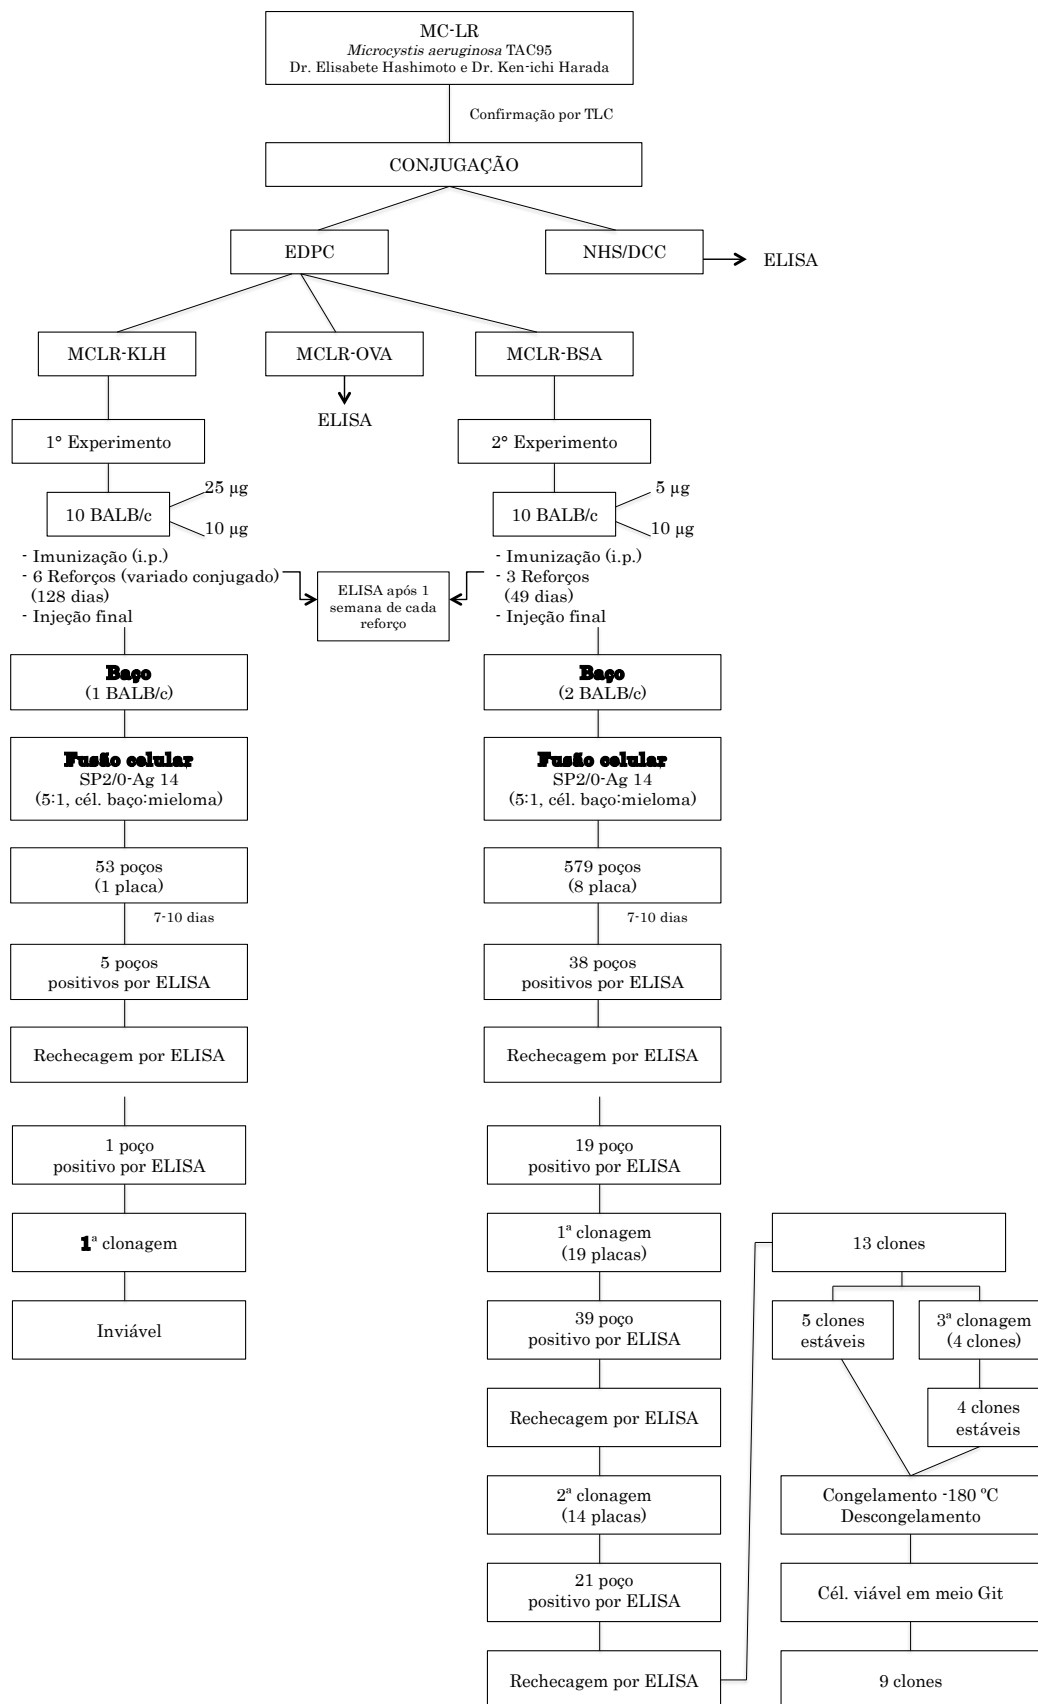 MC-LR
Microcystis aeruginosa TAC95
Dr. Elisabete Hashimoto e Dr. Ken-ichi Harada
Confirmação por TLC
CONJUGAÇÃO
EDPC
NHS/DCC
ELISA
MCLR-KLH
MCLR-OVA
MCLR-BSA
ELISA
1° Experimento
2° Experimento
25 µg
10 BALB/c
10 µg
5 µg
10 BALB/c
10 µg
- Imunização (i.p.)
- 6 Reforços (variado conjugado)
(128 dias)
- Injeção final
ELISA após 1
semana de cada
reforço
- Imunização (i.p.)
- 3 Reforços
(49 dias)
- Injeção final
Baço
(1 BALB/c)
Baço
(2 BALB/c)
Fusão celular
SP2/0-Ag 14
(5:1, cél. baço:mieloma)
Fusão celular
SP2/0-Ag 14
(5:1, cél. baço:mieloma)
53 poços
(1 placa)
579 poços
(8 placa)
7-10 dias
7-10 dias
5 poços
positivos por ELISA
38 poços
positivos por ELISA
Rechecagem por ELISA
Rechecagem por ELISA
1 poço
positivo por ELISA
19 poço
positivo por ELISA
1ª clonagem
1ª clonagem
(19 placas)
13 clones
Inviável
39 poço
positivo por ELISA
5 clones
estáveis
3ª clonagem
(4 clones)
Rechecagem por ELISA
4 clones
estáveis
2ª clonagem
(14 placas)
Congelamento -180 ºC
Descongelamento
21 poço
positivo por ELISA
Cél. viável em meio Git
Rechecagem por ELISA
9 clones